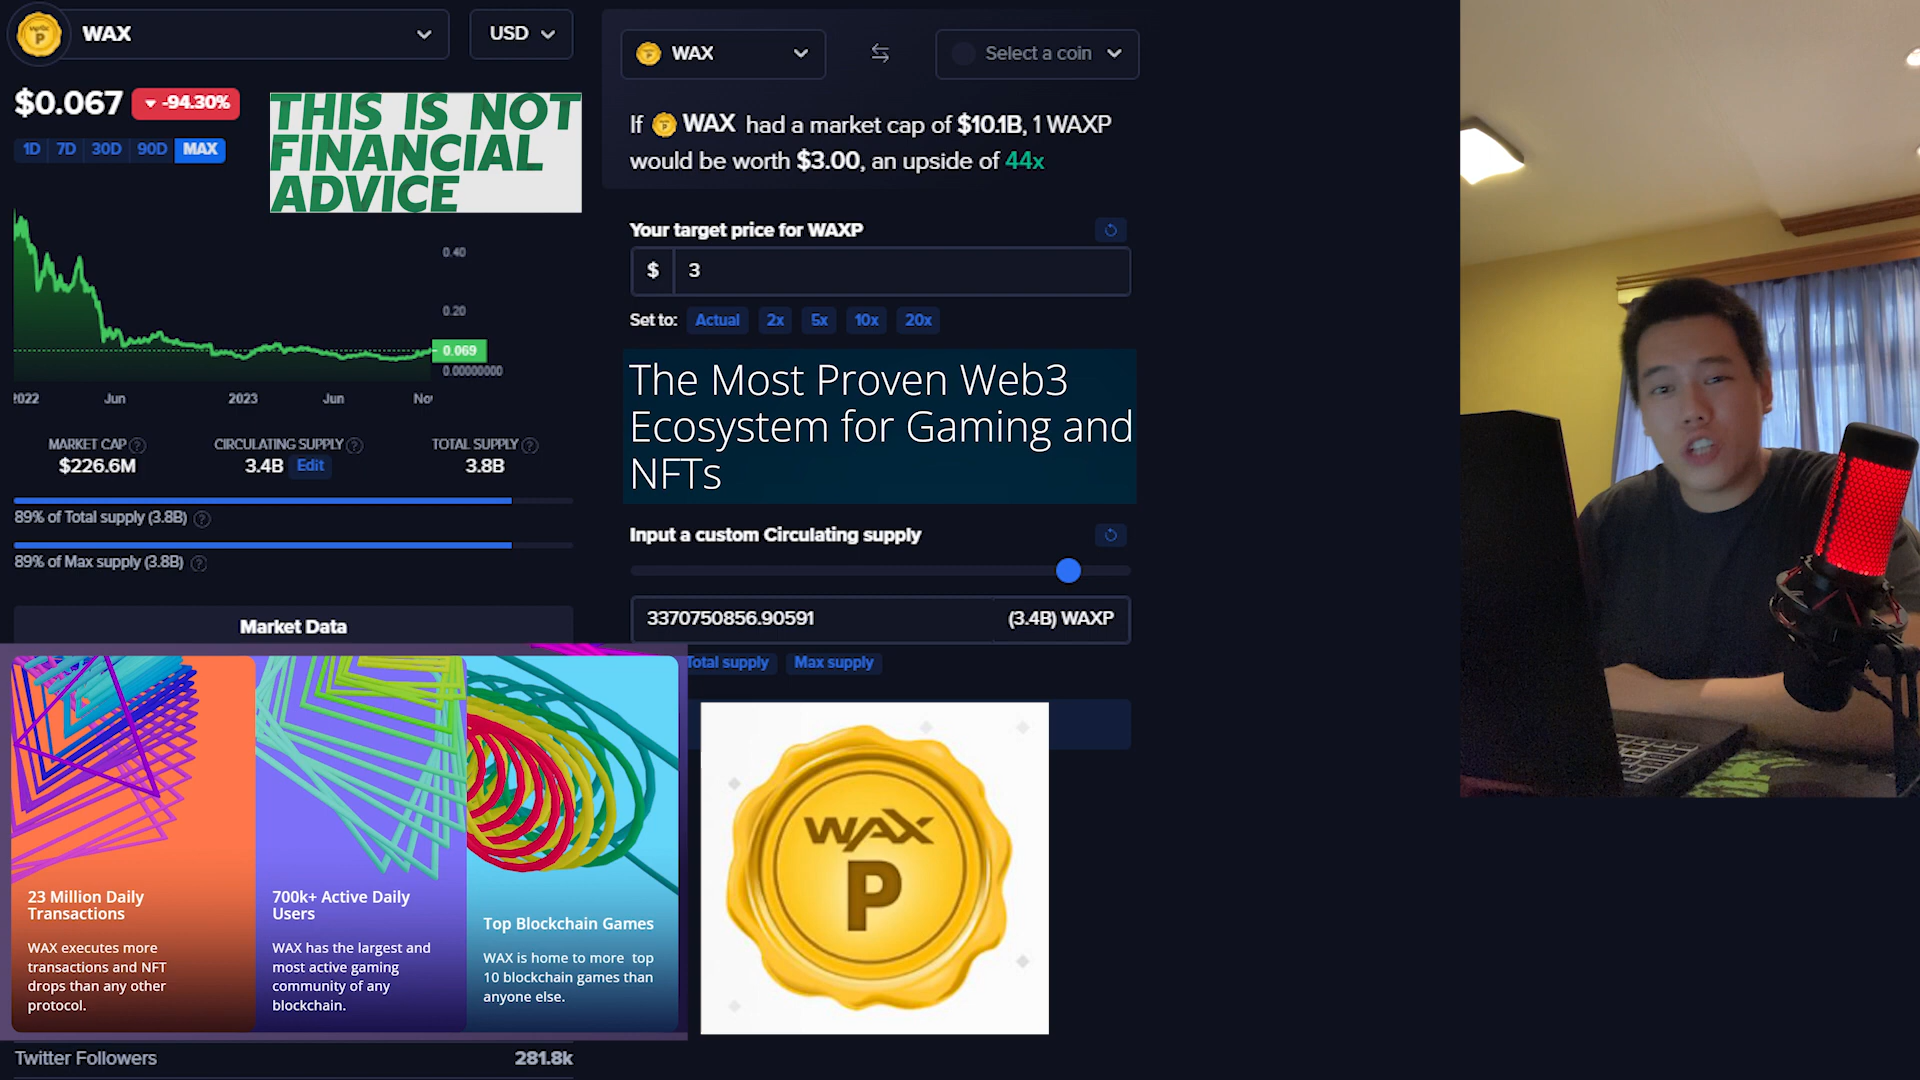 WAX
USD
$0.067
-94.30%
1D 7D 30D 90D MAX
THIS IS NOT
FINANCIAL
ADVICE
0.40
0.20
0.069
0.00000000
2022 Jun 2023 Jun Nov
MARKET CAP
$226.6M
CIRCULATING SUPPLY
3.4B Edit
TOTAL SUPPLY
3.8B
89% of Total supply (3.8B)
89% of Max supply (3.8B)
Market Data
23 Million Daily
Transactions
WAX executes more
transactions and NFT
drops than any other
protocol.
700k+ Active Daily
Users
WAX has the largest and
most active gaming
community of any
blockchain.
Top Blockchain Games
WAX is home to more top
10 blockchain games than
anyone else.
Twitter Followers 281.8k
WAX
Select a coin
If WAX had a market cap of $10.1B, 1 WAXP
would be worth $3.00, an upside of 44x
Your target price for WAXP
$ 3
Set to: Actual 2x 5x 10x 20x
The Most Proven Web3
Ecosystem for Gaming and
NFTs
Input a custom Circulating supply
3370750856.90591 (3.4B) WAXP
Total supply Max supply
WAX
P